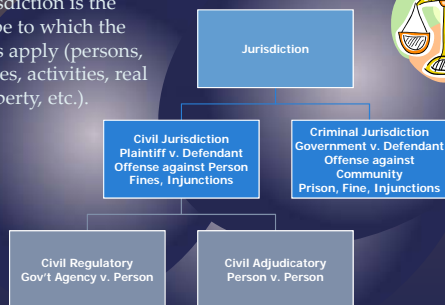 diction is the
e to which the
s apply (persons,
es, activities, real
perty, etc.).
Jurisdiction
Civil Jurisdiction
Plaintiff v. Defendant
Offense against Person
Fines, Injunctions
Criminal Jurisdiction
Government v. Defendant
Offense against
Community
Prison, Fine, Injunctions
Civil Regulatory
Gov't Agency v. Person
Civil Adjudicatory
Person v. Person